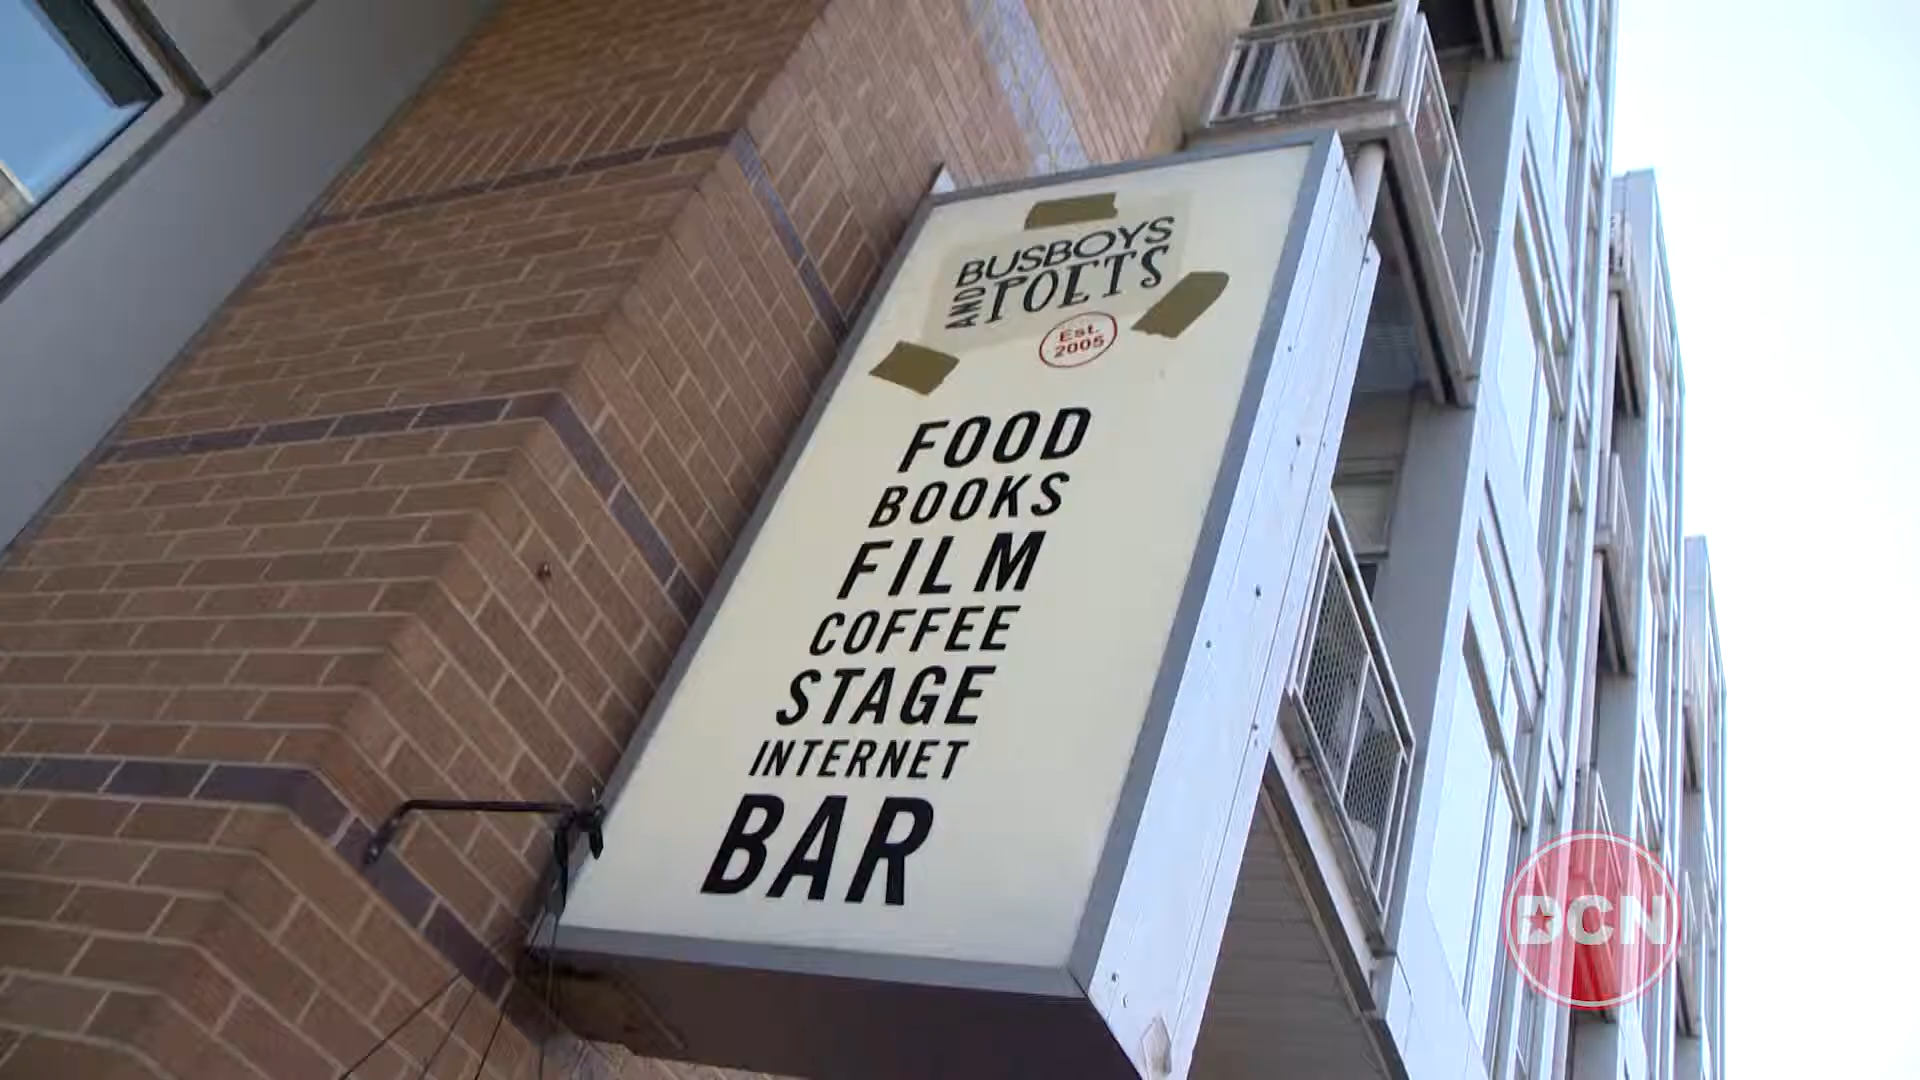 BUSBOYS
AND POETS
Est.
2005
FOOD
BOOKS
FILM
COFFEE
STAGE
INTERNET
BAR
DCN